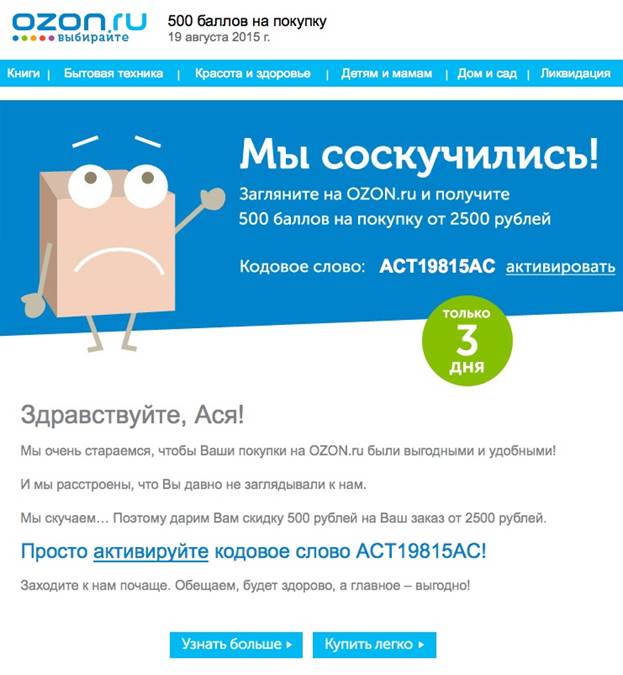 ozon.ru
выбирайте
500 баллов на покупку
19 августа 2015 г.
Книги | Бытовая техника | Красота и здоровье | Детям и мамам | Дом и сад | Ликвидация
Мы соскучились!
Загляните на OZON.ru и получите
500 баллов на покупку от 2500 рублей
Кодовое слово: ACT19815AC активировать
только
3
дня
Здравствуйте, Ася!
Мы очень стараемся, чтобы Ваши покупки на OZON.ru были выгодными и удобными!
И мы расстроены, что Вы давно не заглядывали к нам.
Мы скучаем… Поэтому дарим Вам скидку 500 рублей на Ваш заказ от 2500 рублей.
Просто активируйте кодовое слово ACT19815AC!
Заходите к нам почаще. Обещаем, будет здорово, а главное – выгодно!
Узнать больше
Купить легко